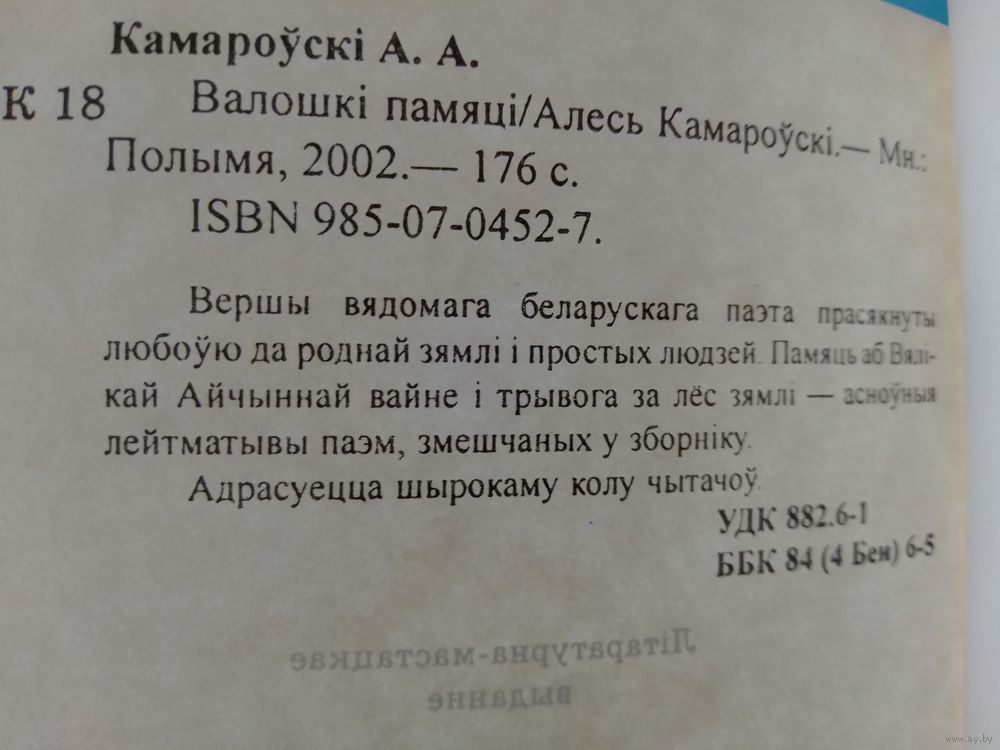 Камароўскі А. А.
К 18 Валошкі памяці/Алесь Камароўскі.— Мн.:
Полымя, 2002.— 176 с.
ISBN 985-07-0452-7.
Вершы вядомага беларускага паэта прасякнуты
любоўю да роднай зямлі і простых людзей. Памяць аб Вялі-
кай Айчыннай вайне і трывога за лёс зямлі — асноўныя
лейтматывы паэм, змешчаных у зборніку.
Адрасуецца шырокаму колу чытачоў.
УДК 882.6-1
ББК 84 (4 Беи) 6-5
Літаратурна-мастацкае
выданне
www.ay.by